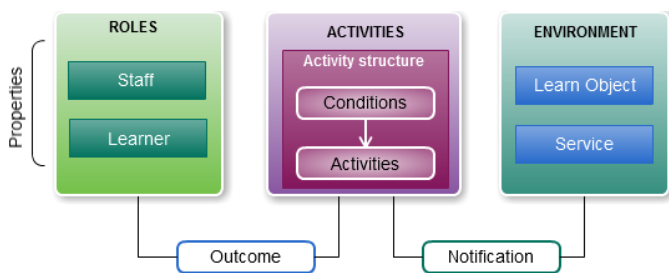 Properties
ROLES
Staff
Learner
ACTIVITIES
Activity structure
Conditions
Activities
ENVIRONMENT
Learn Object
Service
Outcome
Notification